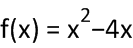 f(x) = x²−4x